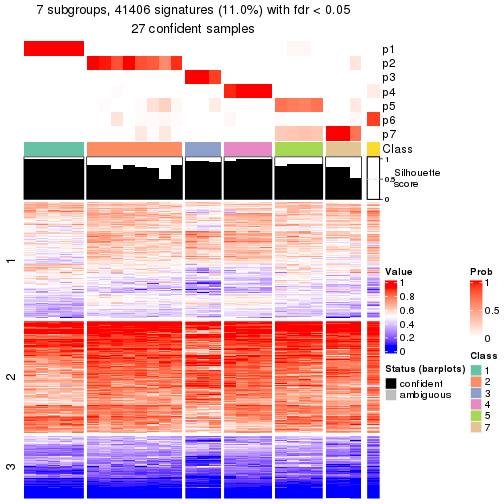 7 subgroups, 41406 signatures (11.0%) with fdr < 0.05
27 confident samples
p1
p2
p3
p4
p5
p6
p7
Class
1
0.5
0
Silhouette
score
1
2
3
Value
1
0.8
0.6
0.4
0.2
0
Status (barplots)
confident
ambiguous
Prob
1
0.5
0
Class
1
2
3
4
5
7